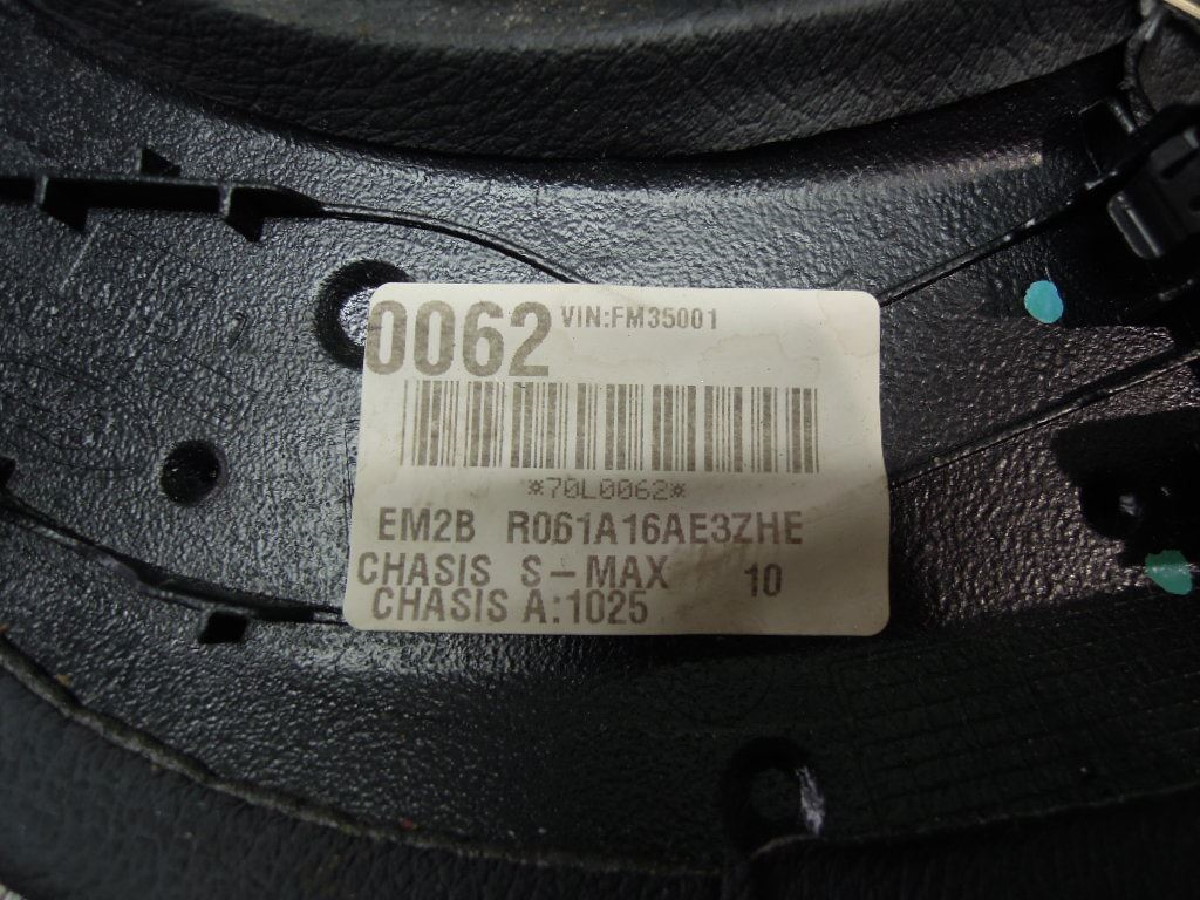 0062 VIN:FM35001
*70L0062*
EM2B R061A16AE3ZHE
CHASIS S-MAX 10
CHASIS A:1025